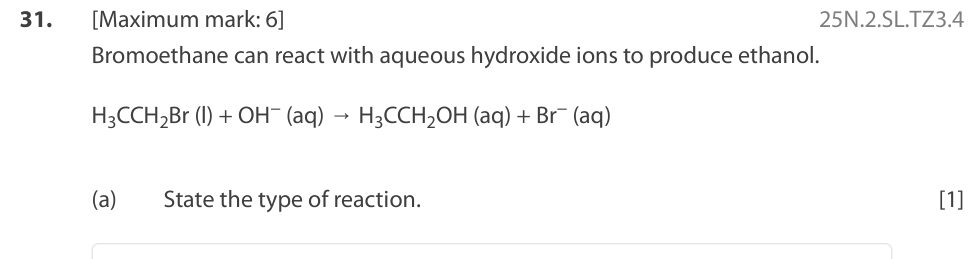 31. [Maximum mark: 6] 25N.2.SL.TZ3.4
Bromoethane can react with aqueous hydroxide ions to produce ethanol.
H₃CCH₂Br (l) + OH⁻ (aq) → H₃CCH₂OH (aq) + Br⁻ (aq)
(a) State the type of reaction. [1]